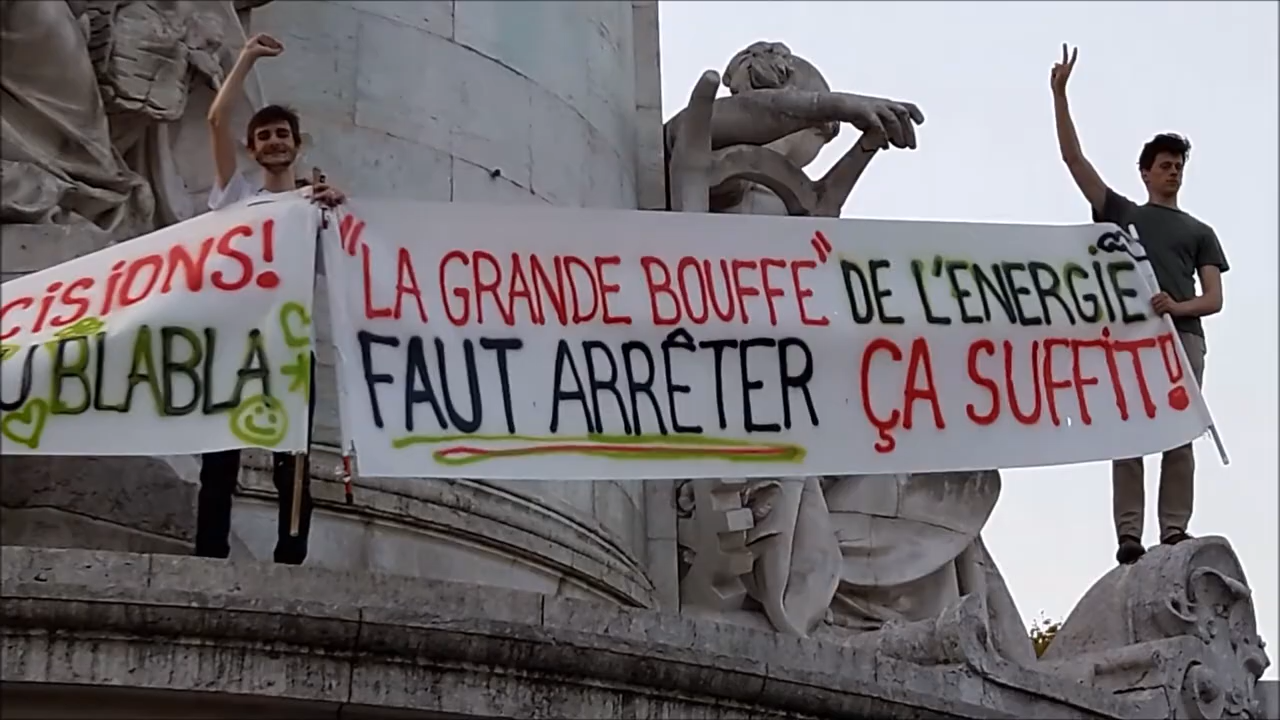 CISIONS!
U BLABLA
"LA GRANDE BOUFFE" DE L'ENERGIE
FAUT ARRÊTER ÇA SUFFIT!